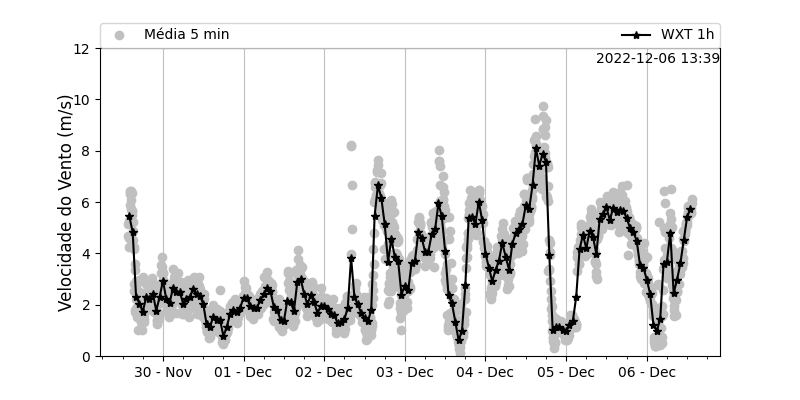 Média 5 min
WXT 1h
2022-12-06 13:39
Velocidade do Vento (m/s)
12
10
8
6
4
2
0
30 - Nov
01 - Dec
02 - Dec
03 - Dec
04 - Dec
05 - Dec
06 - Dec